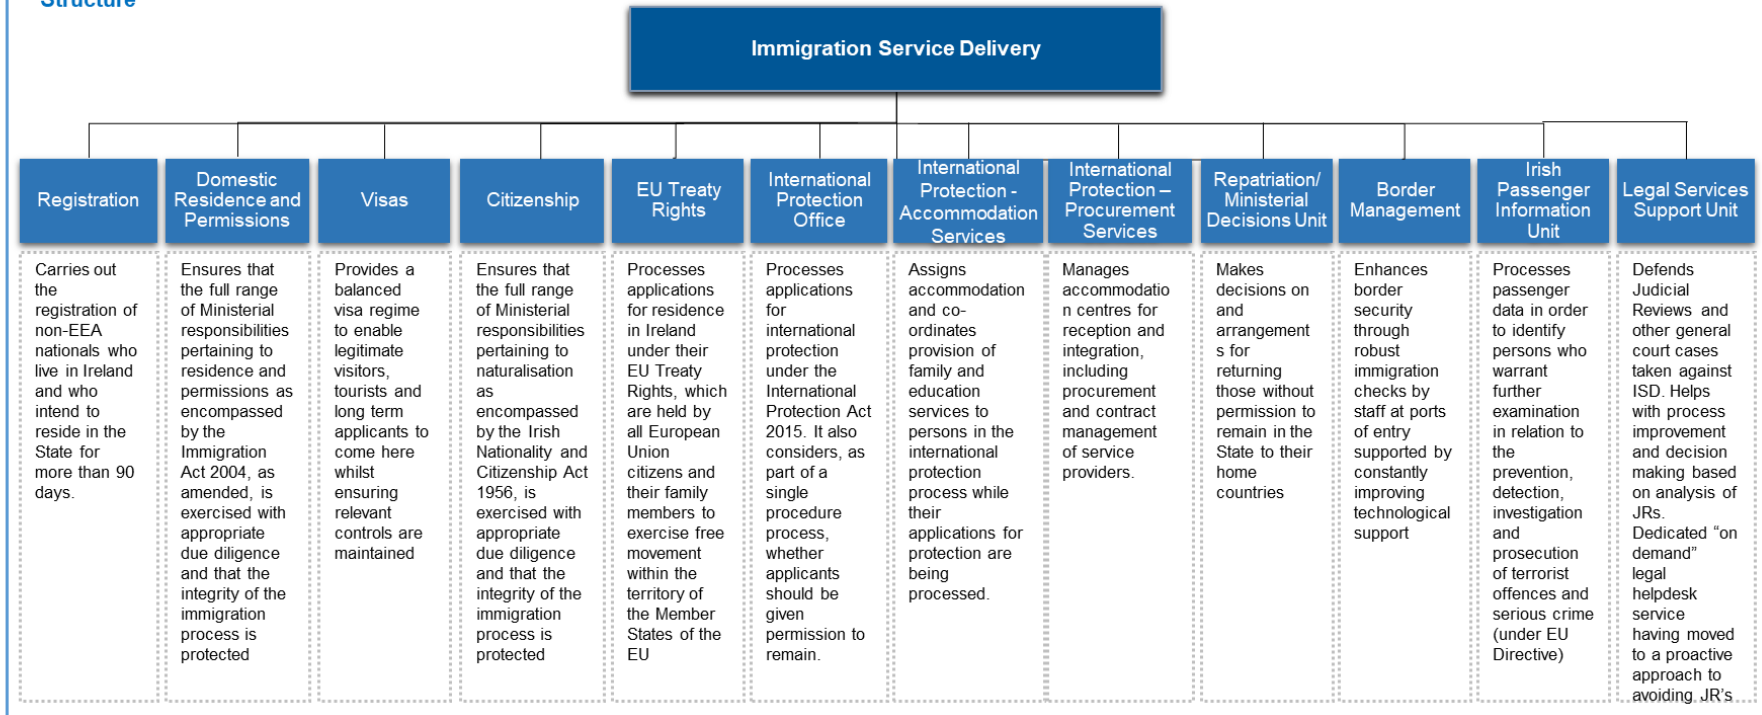 Structure
Immigration Service Delivery
Registration
Carries out
the
registration of
non-EEA
nationals who
live in Ireland
and who
intend to
reside in the
State for
more than 90
days.
Domestic
Residence and
Permissions
Ensures that
the full range
of Ministerial
responsibilities
pertaining to
residence and
permissions as
encompassed
by the
Immigration
Act 2004, as
amended, is
exercised with
appropriate
due diligence
and that the
integrity of the
immigration
process is
protected
Visas
Provides a
balanced
visa regime
to enable
legitimate
visitors,
tourists and
long term
applicants to
come here
whilst
ensuring
relevant
controls are
maintained
Citizenship
Ensures that
the full range
of Ministerial
responsibilities
pertaining to
naturalisation
as
encompassed
by the Irish
Nationality and
Citizenship Act
1956, is
exercised with
appropriate
due diligence
and that the
integrity of the
immigration
process is
protected
EU Treaty
Rights
Processes
applications
for residence
in Ireland
under their
EU Treaty
Rights, which
are held by
all European
Union
citizens and
their family
members to
exercise free
movement
within the
territory of
the Member
States of the
EU
International
Protection
Office
Processes
applications
for
international
protection
under the
International
Protection Act
2015. It also
considers, as
part of a
single
procedure
process,
whether
applicants
should be
given
permission to
remain.
International
Protection -
Accommodation
Services
Assigns
accommodation
and co-
ordinates
provision of
family and
education
services to
persons in the
international
protection
process while
their
applications for
protection are
being
processed.
International
Protection –
Procurement
Services
Manages
accommodatio
n centres for
reception and
integration,
including
procurement
and contract
management
of service
providers.
Repatriation/
Ministerial
Decisions Unit
Makes
decisions on
and
arrangement
s for
returning
those without
permission to
remain in the
State to their
home
countries
Border
Management
Enhances
border
security
through
robust
immigration
checks by
staff at ports
of entry
supported by
constantly
improving
technological
support
Irish
Passenger
Information
Unit
Processes
passenger
data in order
to identify
persons who
warrant
further
examination
in relation to
the
prevention,
detection,
investigation
and
prosecution
of terrorist
offences and
serious crime
(under EU
Directive)
Legal Services
Support Unit
Defends
Judicial
Reviews and
other general
court cases
taken against
ISD. Helps
with process
improvement
and decision
making based
on analysis of
JRs.
Dedicated “on
demand”
legal
helpdesk
service
having moved
to a proactive
approach to
avoiding JR’s